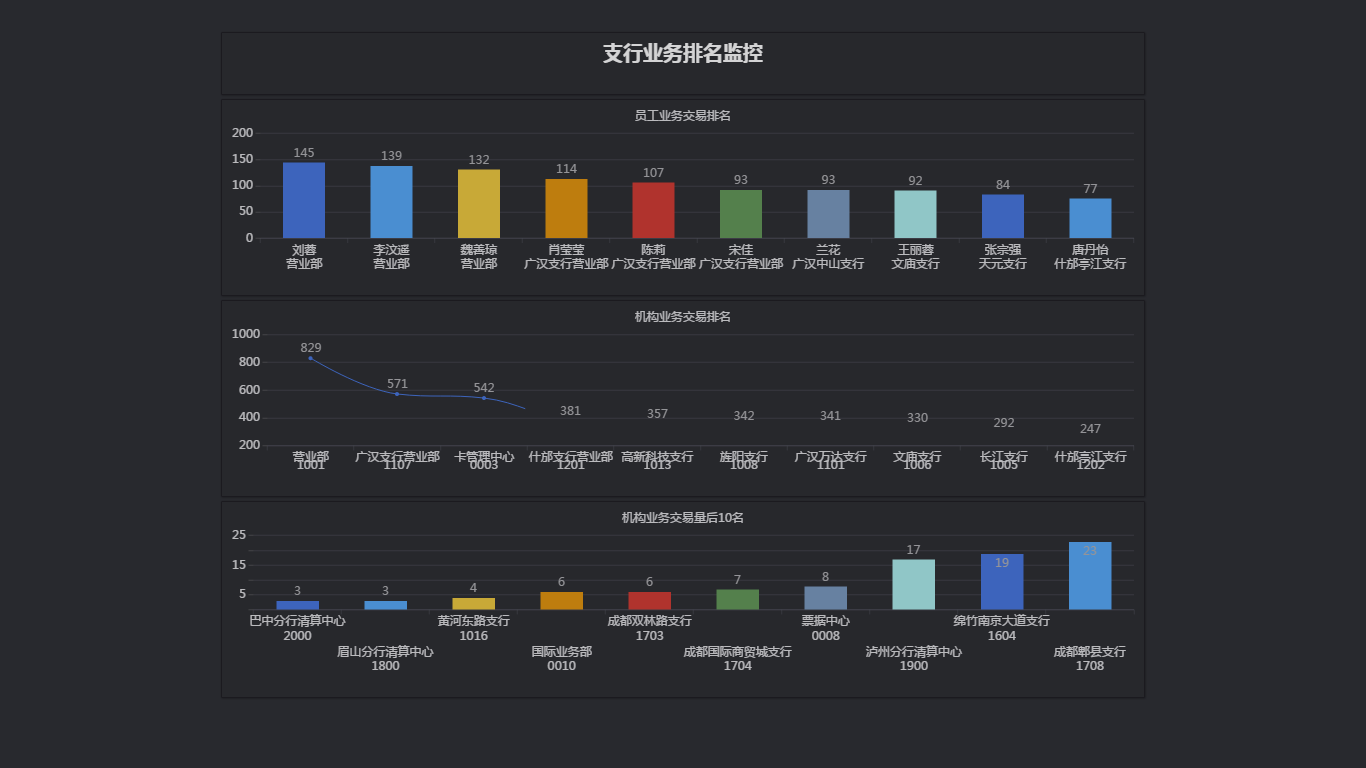 支行业务排名监控
员工业务交易排名
200
150
100
50
0
145
139
132
114
107
93
93
92
84
77
刘蓉
营业部
李汶遥
营业部
魏善琼
营业部
肖莹莹
广汉支行营业部
陈莉
广汉支行营业部
宋佳
广汉支行营业部
兰花
广汉中山支行
王丽蓉
文庙支行
张宗强
天元支行
唐丹怡
什邡亭江支行
机构业务交易排名
1000
800
600
400
200
829
571
542
381
357
342
341
330
292
247
营业部
1001
广汉支行营业部
1107
卡管理中心
0003
什邡支行营业部
1201
高新科技支行
1013
旌阳支行
1008
广汉万达支行
1101
文庙支行
1006
长江支行
1005
什邡亭江支行
1202
机构业务交易量后10名
25
15
5
3
3
4
6
6
7
8
17
19
23
巴中分行清算中心
2000
眉山分行清算中心
1800
黄河东路支行
1016
国际业务部
0010
成都双林路支行
1703
成都国际商贸城支行
1704
票据中心
0008
泸州分行清算中心
1900
绵竹南京大道支行
1604
成都郫县支行
1708